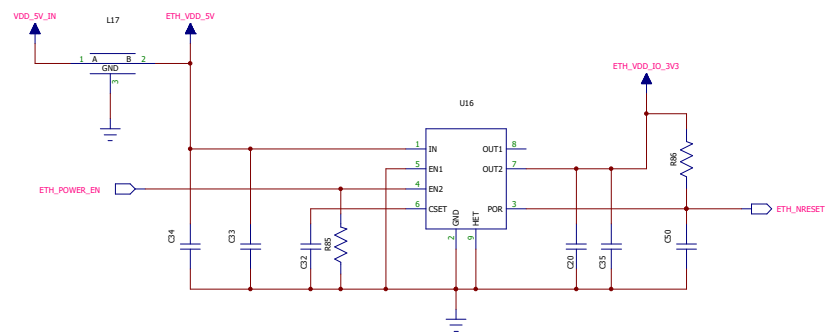 VDD_5V_IN
L17
ETH_VDD_5V
1 A B 2
GND
3
ETH_VDD_IO_3V3
U16
1 IN OUT1 8
5 EN1 OUT2 7
R86
ETH_POWER_EN
4 EN2
6 CSET POR 3
ETH_NRESET
GND HET
2 9
C34
C33
C32
R85
C20
C35
C50